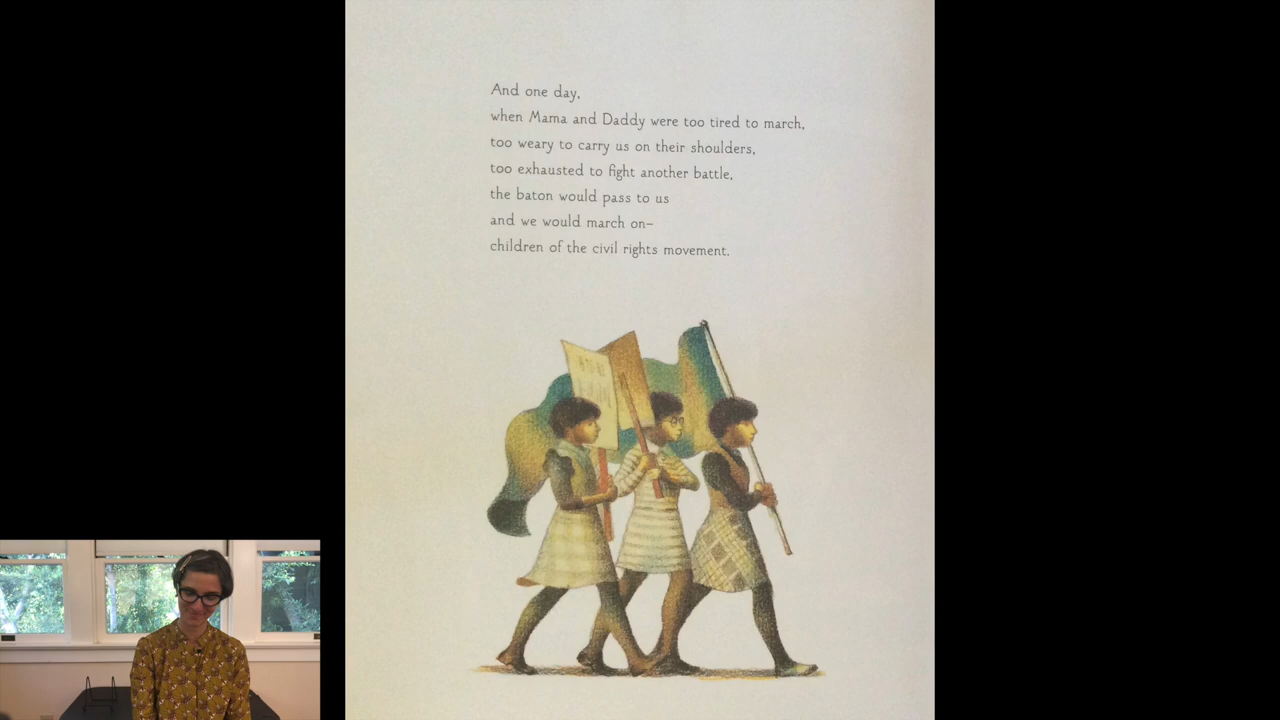 And one day,
when Mama and Daddy were too tired to march,
too weary to carry us on their shoulders,
too exhausted to fight another battle,
the baton would pass to us
and we would march on–
children of the civil rights movement.